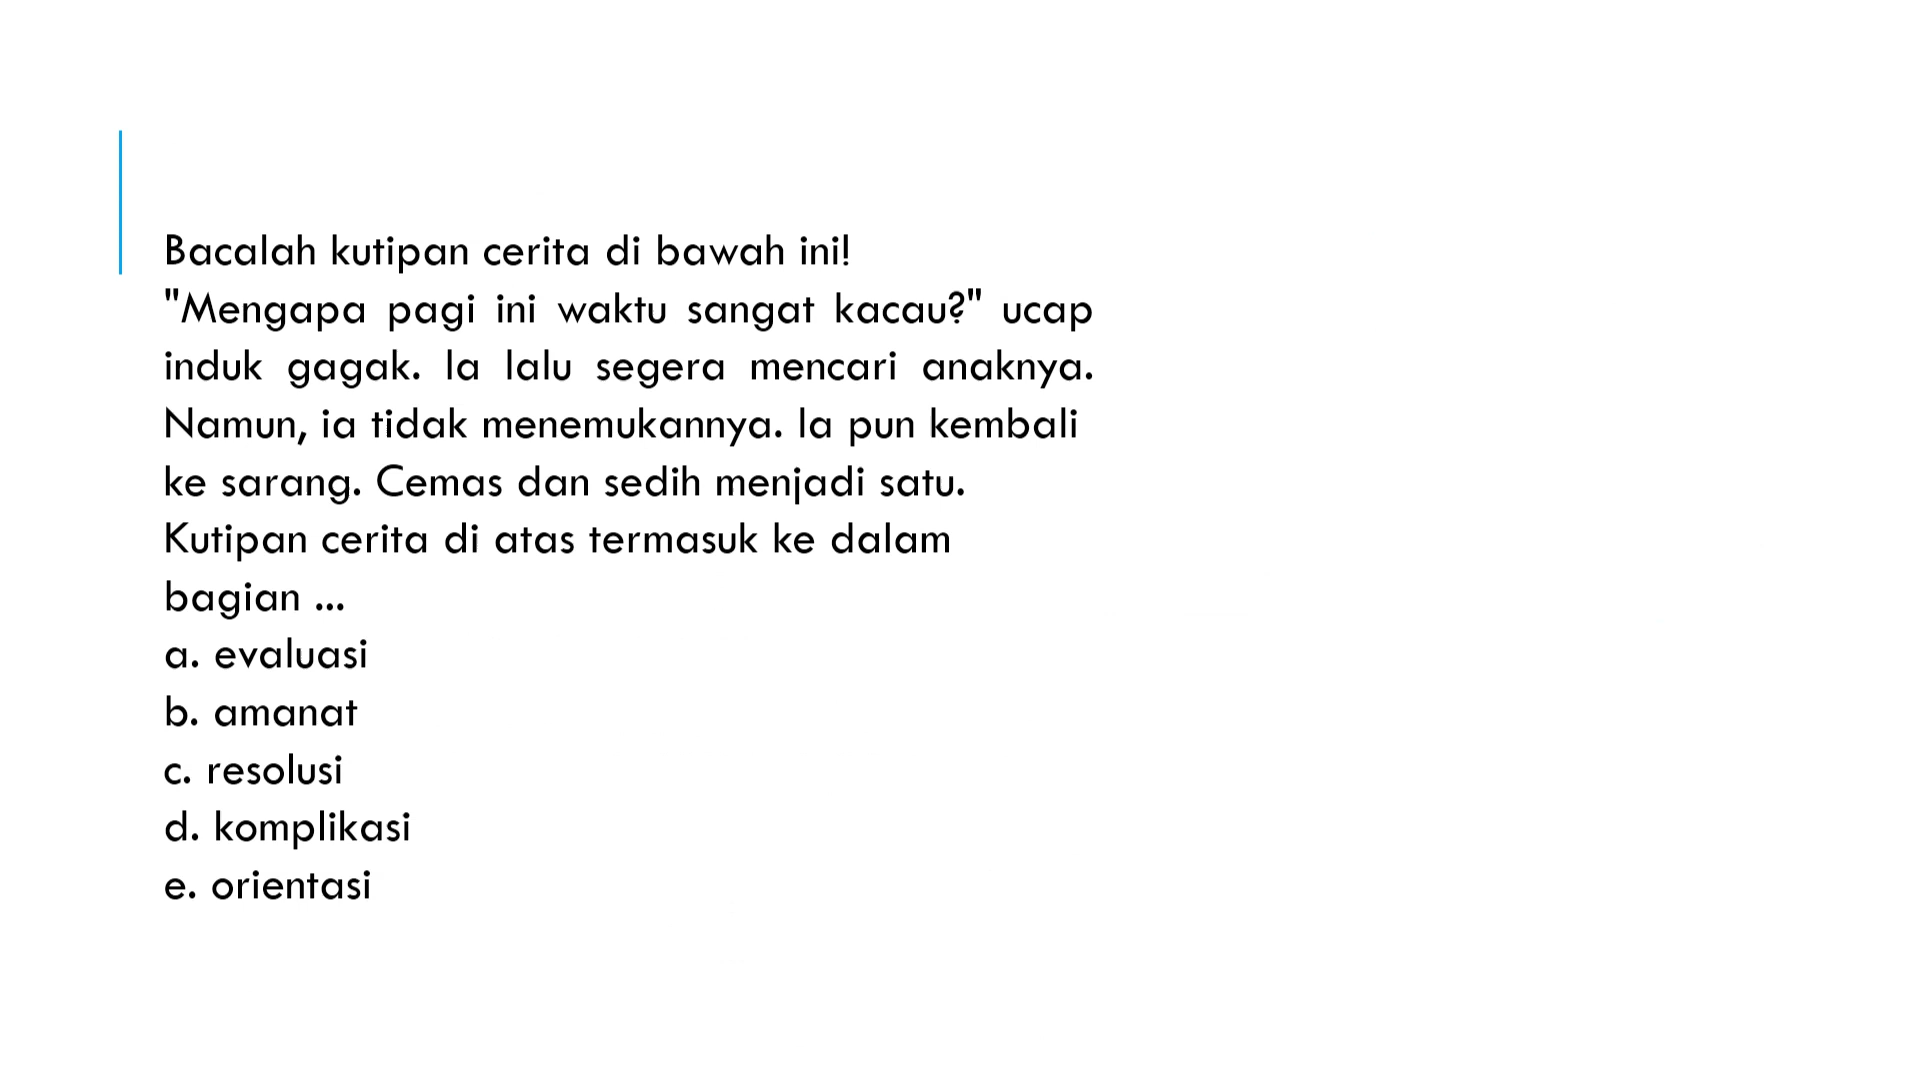 Bacalah kutipan cerita di bawah ini!
"Mengapa pagi ini waktu sangat kacau?" ucap
induk gagak. Ia lalu segera mencari anaknya.
Namun, ia tidak menemukannya. Ia pun kembali
ke sarang. Cemas dan sedih menjadi satu.
Kutipan cerita di atas termasuk ke dalam
bagian ...
a. evaluasi
b. amanat
c. resolusi
d. komplikasi
e. orientasi